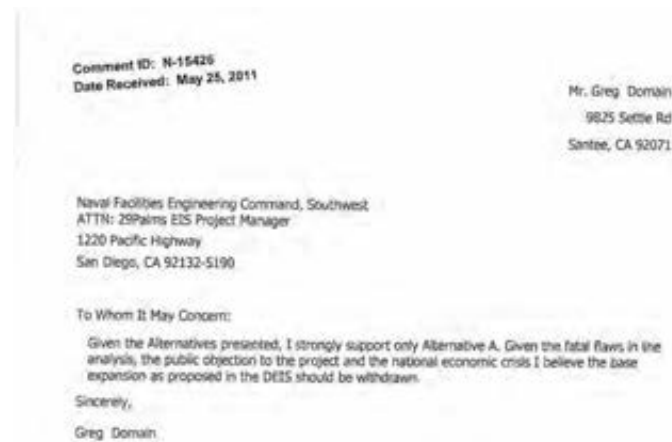 Comment ID: N-15426
Date Received: May 25, 2011
Mr. Greg Domain
9825 Settle Rd
Santee, CA 92071
Naval Facilities Engineering Command, Southwest
ATTN: 29Palms EIS Project Manager
1220 Pacific Highway
San Diego, CA 92132-5190
To Whom It May Concern:
Given the Alternatives presented, I strongly support only Alternative A. Given the fatal flaws in the
analysis, the public objection to the project and the national economic crisis I believe the base
expansion as proposed in the DEIS should be withdrawn.
Sincerely,
Greg Domain